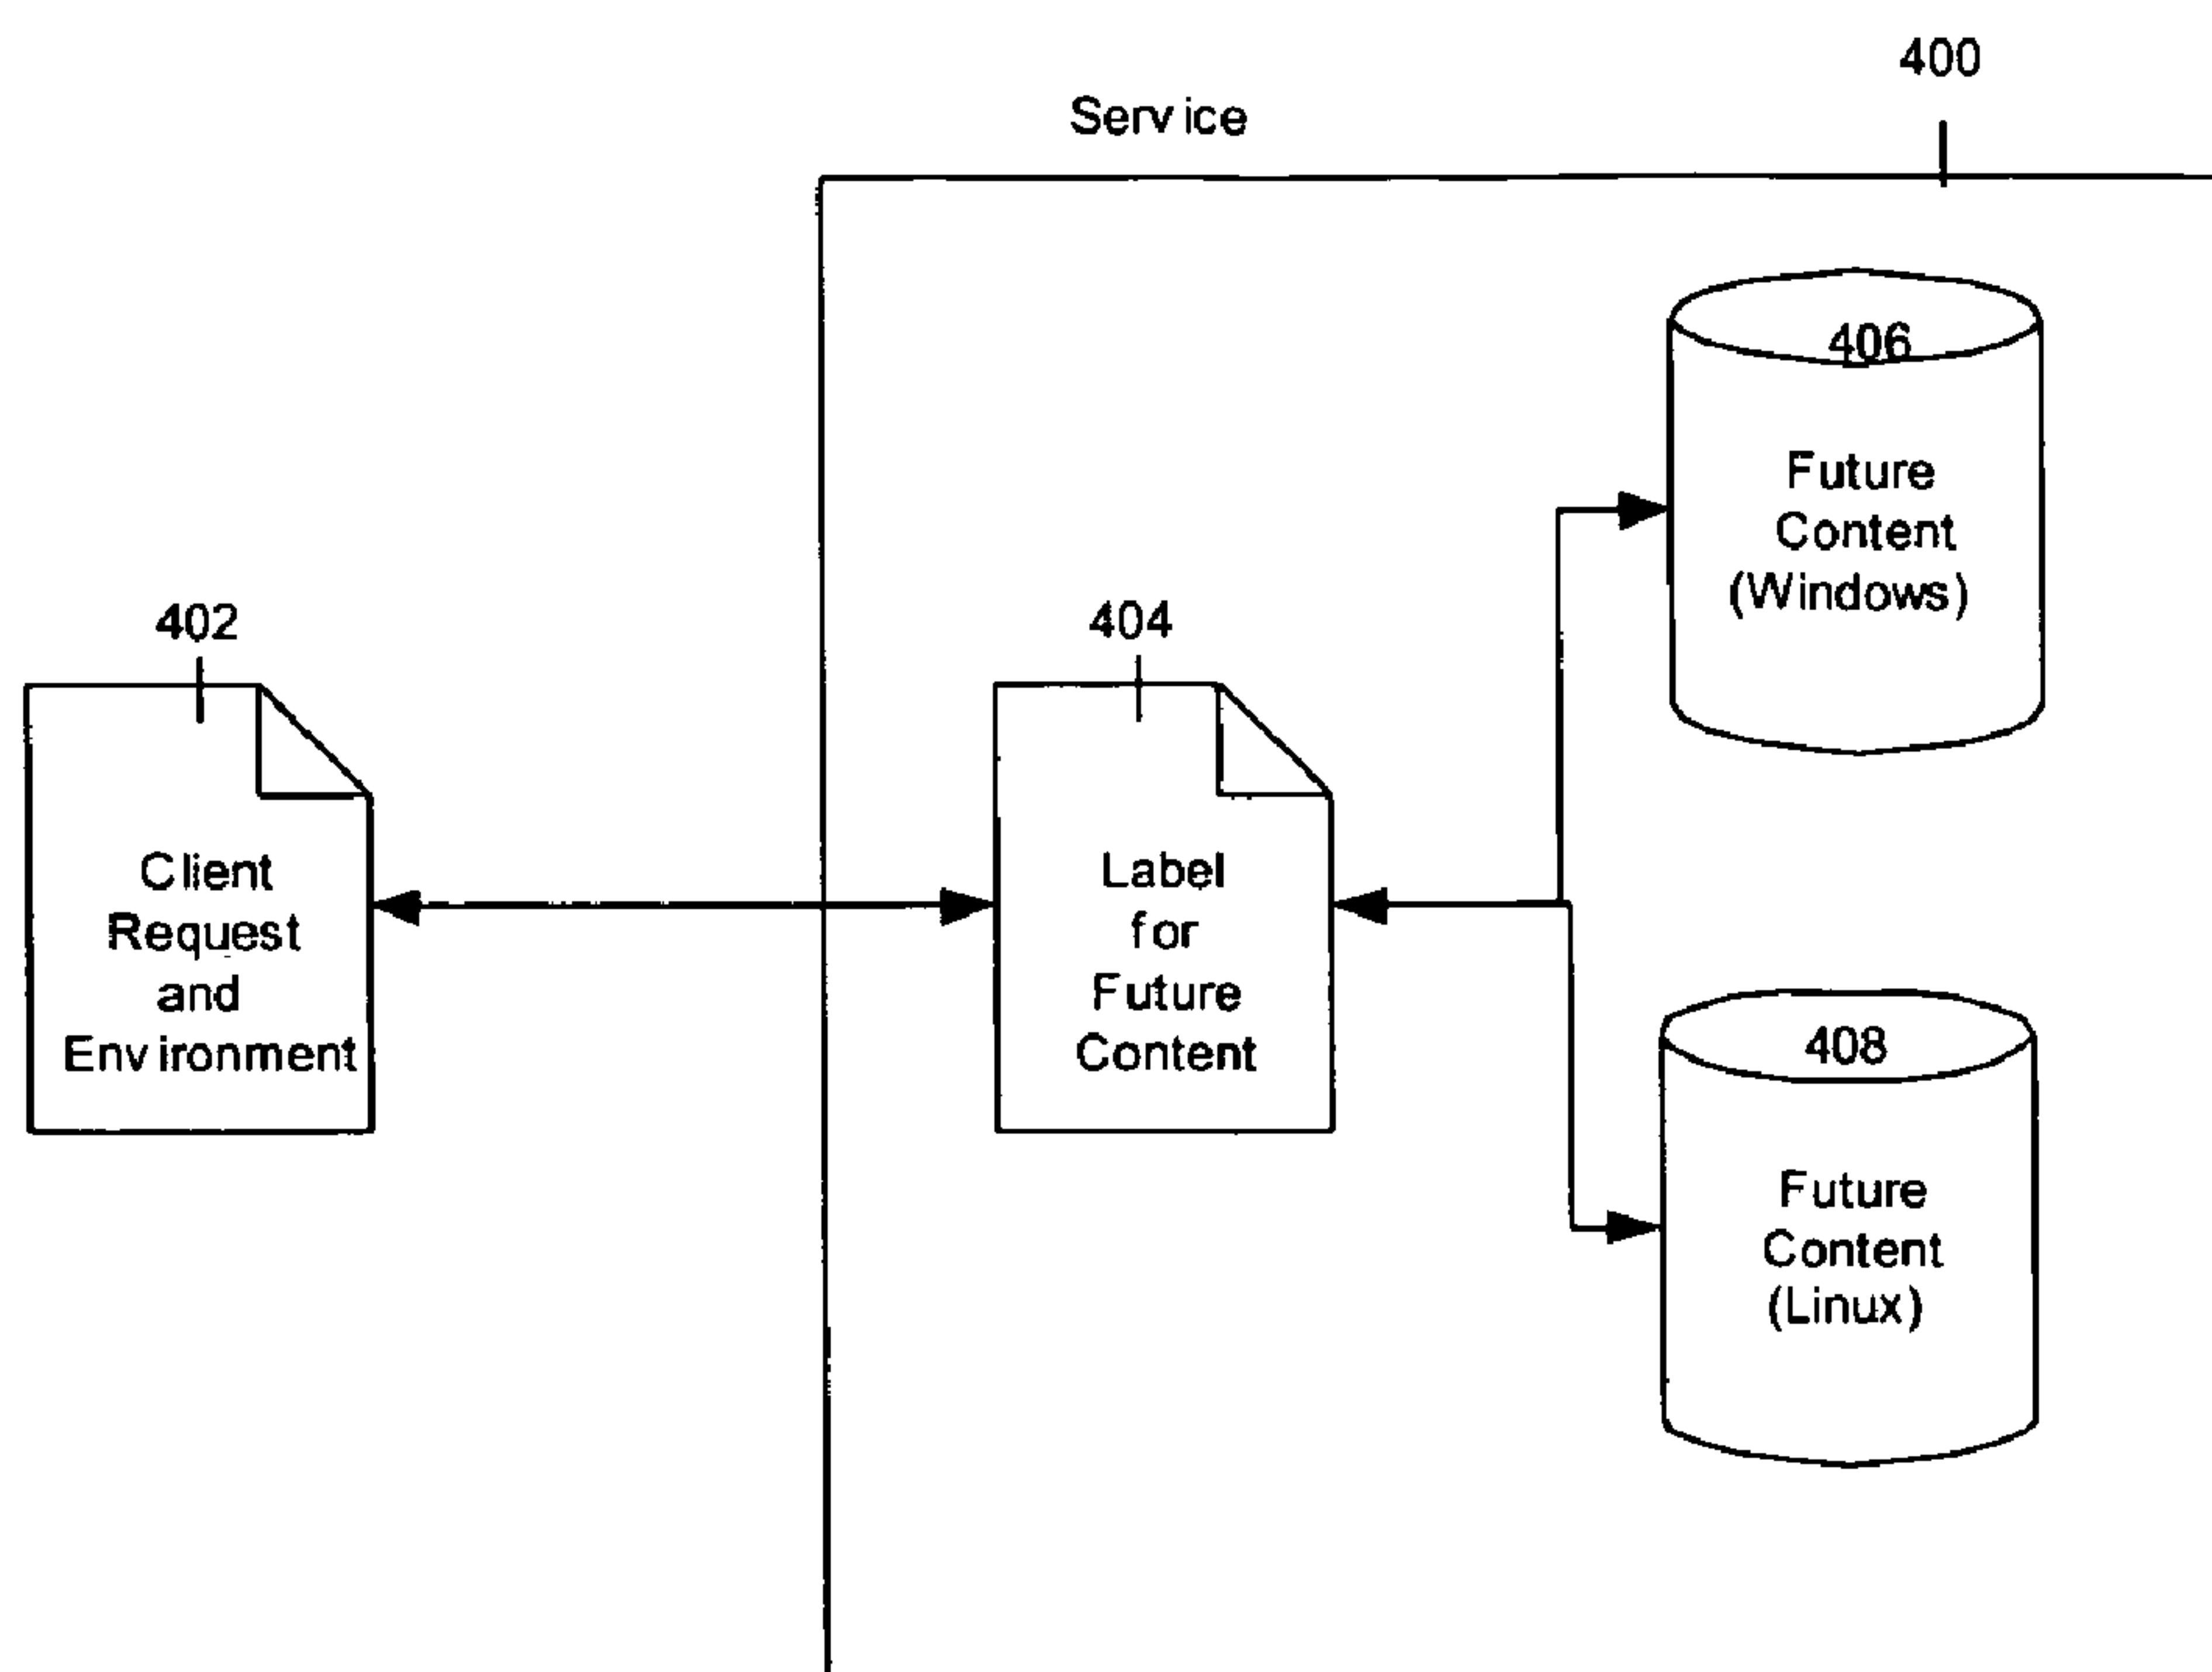 400
Service
406
Future
Content
(Windows)
402
404
Client
Request
and
Environment
Label
for
Future
Content
408
Future
Content
(Linux)